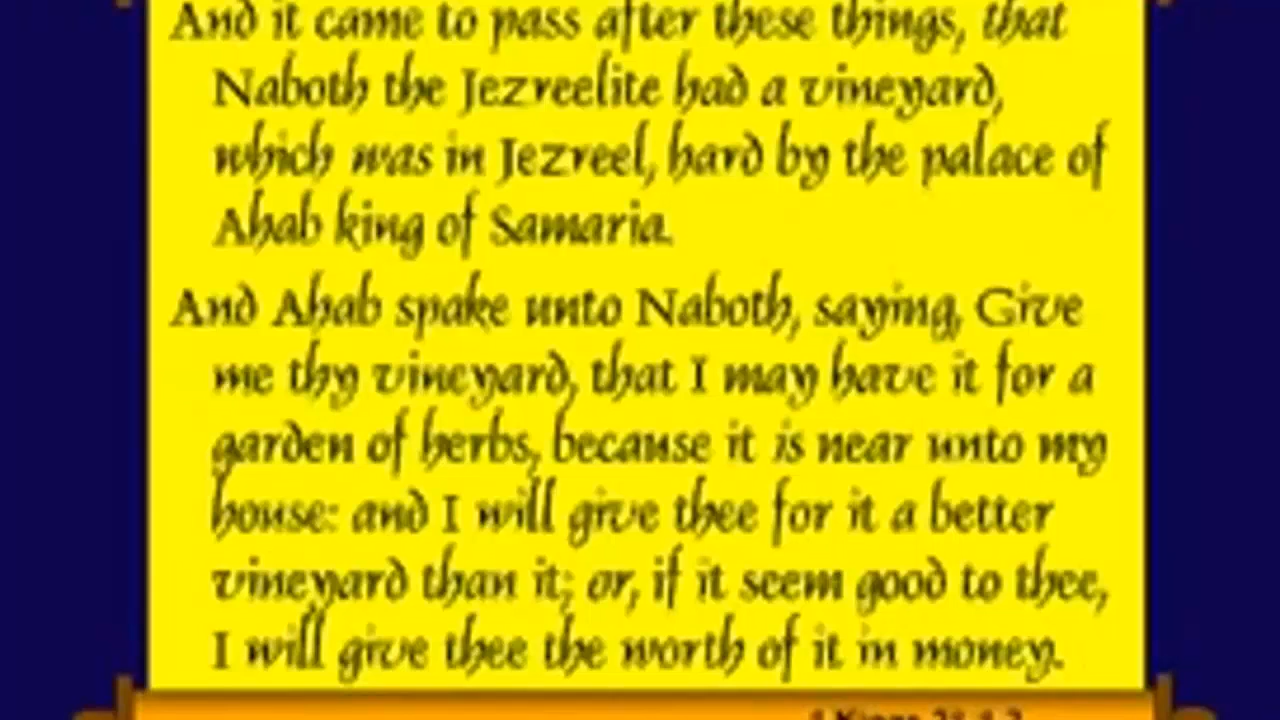 And it came to pass after these things, that
Naboth the Jezreelite had a vineyard,
which was in Jezreel, hard by the palace of
Ahab king of Samaria.
And Ahab spake unto Naboth, saying, Give
me thy vineyard, that I may have it for a
garden of herbs, because it is near unto my
house: and I will give thee for it a better
vineyard than it; or, if it seem good to thee,
I will give thee the worth of it in money.